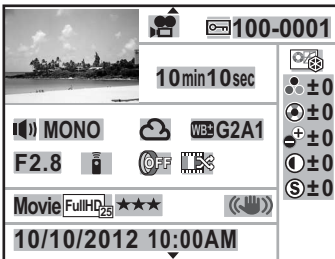 100-0001
10min10sec
±0
±0
±0
±0
S ±0
MONO
WB± G2A1
F2.8
OFF
Movie FullHD 25 ★★★
10/10/2012 10:00AM